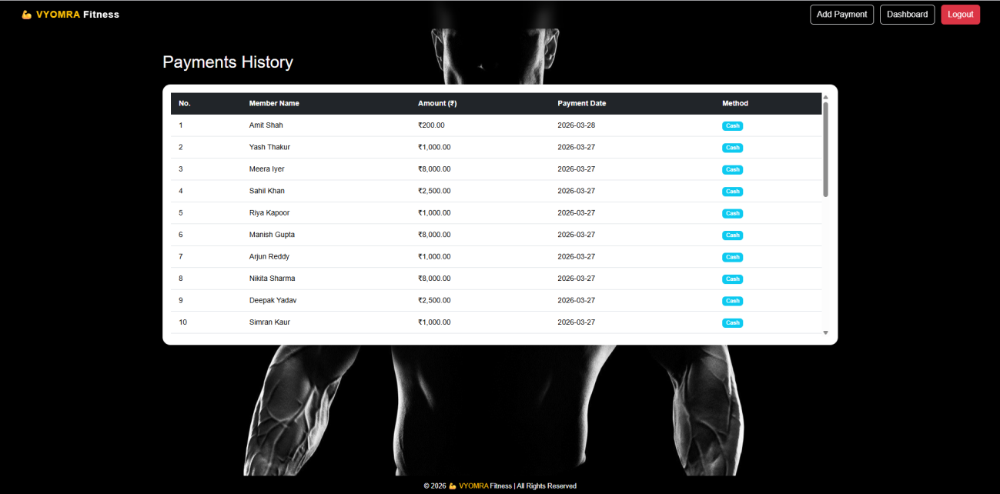 💪 VYOMRA Fitness Add Payment Dashboard Logout
Payments History
No. Member Name Amount (₹) Payment Date Method
1 Amit Shah ₹200.00 2026-03-28 Cash
2 Yash Thakur ₹1,000.00 2026-03-27 Cash
3 Meera Iyer ₹8,000.00 2026-03-27 Cash
4 Sahil Khan ₹2,500.00 2026-03-27 Cash
5 Riya Kapoor ₹1,000.00 2026-03-27 Cash
6 Manish Gupta ₹8,000.00 2026-03-27 Cash
7 Arjun Reddy ₹1,000.00 2026-03-27 Cash
8 Nikita Sharma ₹8,000.00 2026-03-27 Cash
9 Deepak Yadav ₹2,500.00 2026-03-27 Cash
10 Simran Kaur ₹1,000.00 2026-03-27 Cash
© 2026 💪 VYOMRA Fitness | All Rights Reserved